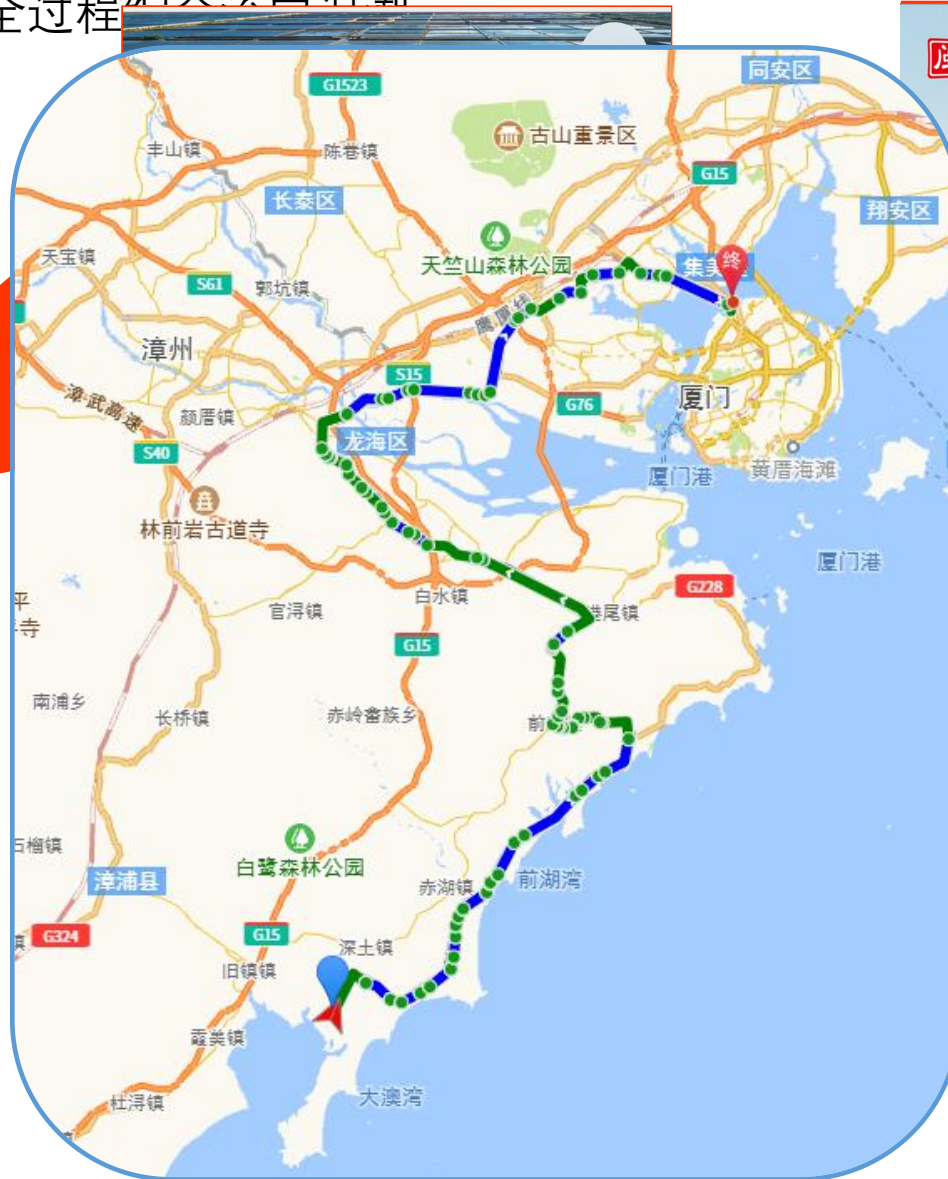 全过程
G1523
同安区
古山重景区
丰山镇
陈巷镇
G15
长泰区
翔安区
天宝镇
天竺山森林公园
终
S61
郭坑镇
鹰厦线
漳州
S15
厦门
漳武高速
颜厝镇
G76
龙海区
S40
黄厝海滩
厦门港
林前岩古道寺
厦门港
G228
白水镇
官浔镇
港尾镇
G15
南浦乡
长桥镇
赤岭畲族乡
白鹭森林公园
石榴镇
漳浦县
赤湖镇
前湖湾
G324
G15
深土镇
旧镇镇
霞美镇
大澳湾
杜浔镇